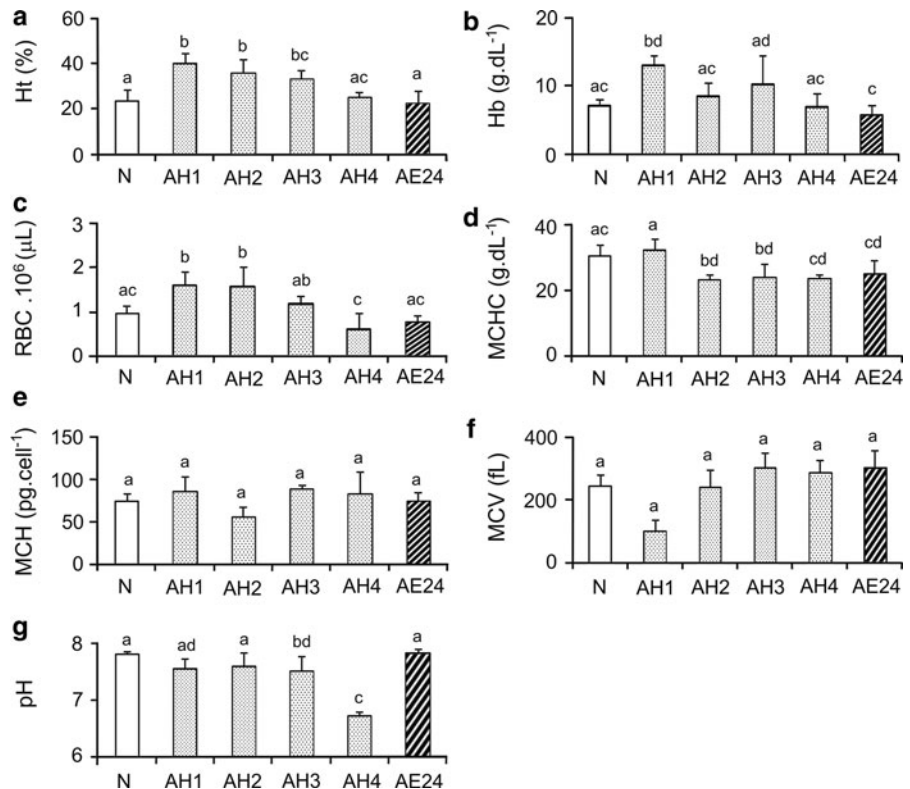 a
Ht (%)
60
40
20
0
a
b
b
bc
ac
a
N AH1 AH2 AH3 AH4 AE24
b
Hb (g.dL⁻¹)
20
10
0
ac
bd
ac
ad
ac
c
N AH1 AH2 AH3 AH4 AE24
c
RBC .10⁶ (μL)
3
2
1
0
ac
b
b
ab
c
ac
N AH1 AH2 AH3 AH4 AE24
d
MCHC (g.dL⁻¹)
40
20
0
ac
a
bd
bd
cd
cd
N AH1 AH2 AH3 AH4 AE24
e
MCH (pg.cell⁻¹)
150
100
50
0
a
a
a
a
a
a
N AH1 AH2 AH3 AH4 AE24
f
MCV (fL)
400
200
0
a
a
a
a
a
a
N AH1 AH2 AH3 AH4 AE24
g
pH
8
7
6
a
ad
a
bd
c
a
N AH1 AH2 AH3 AH4 AE24